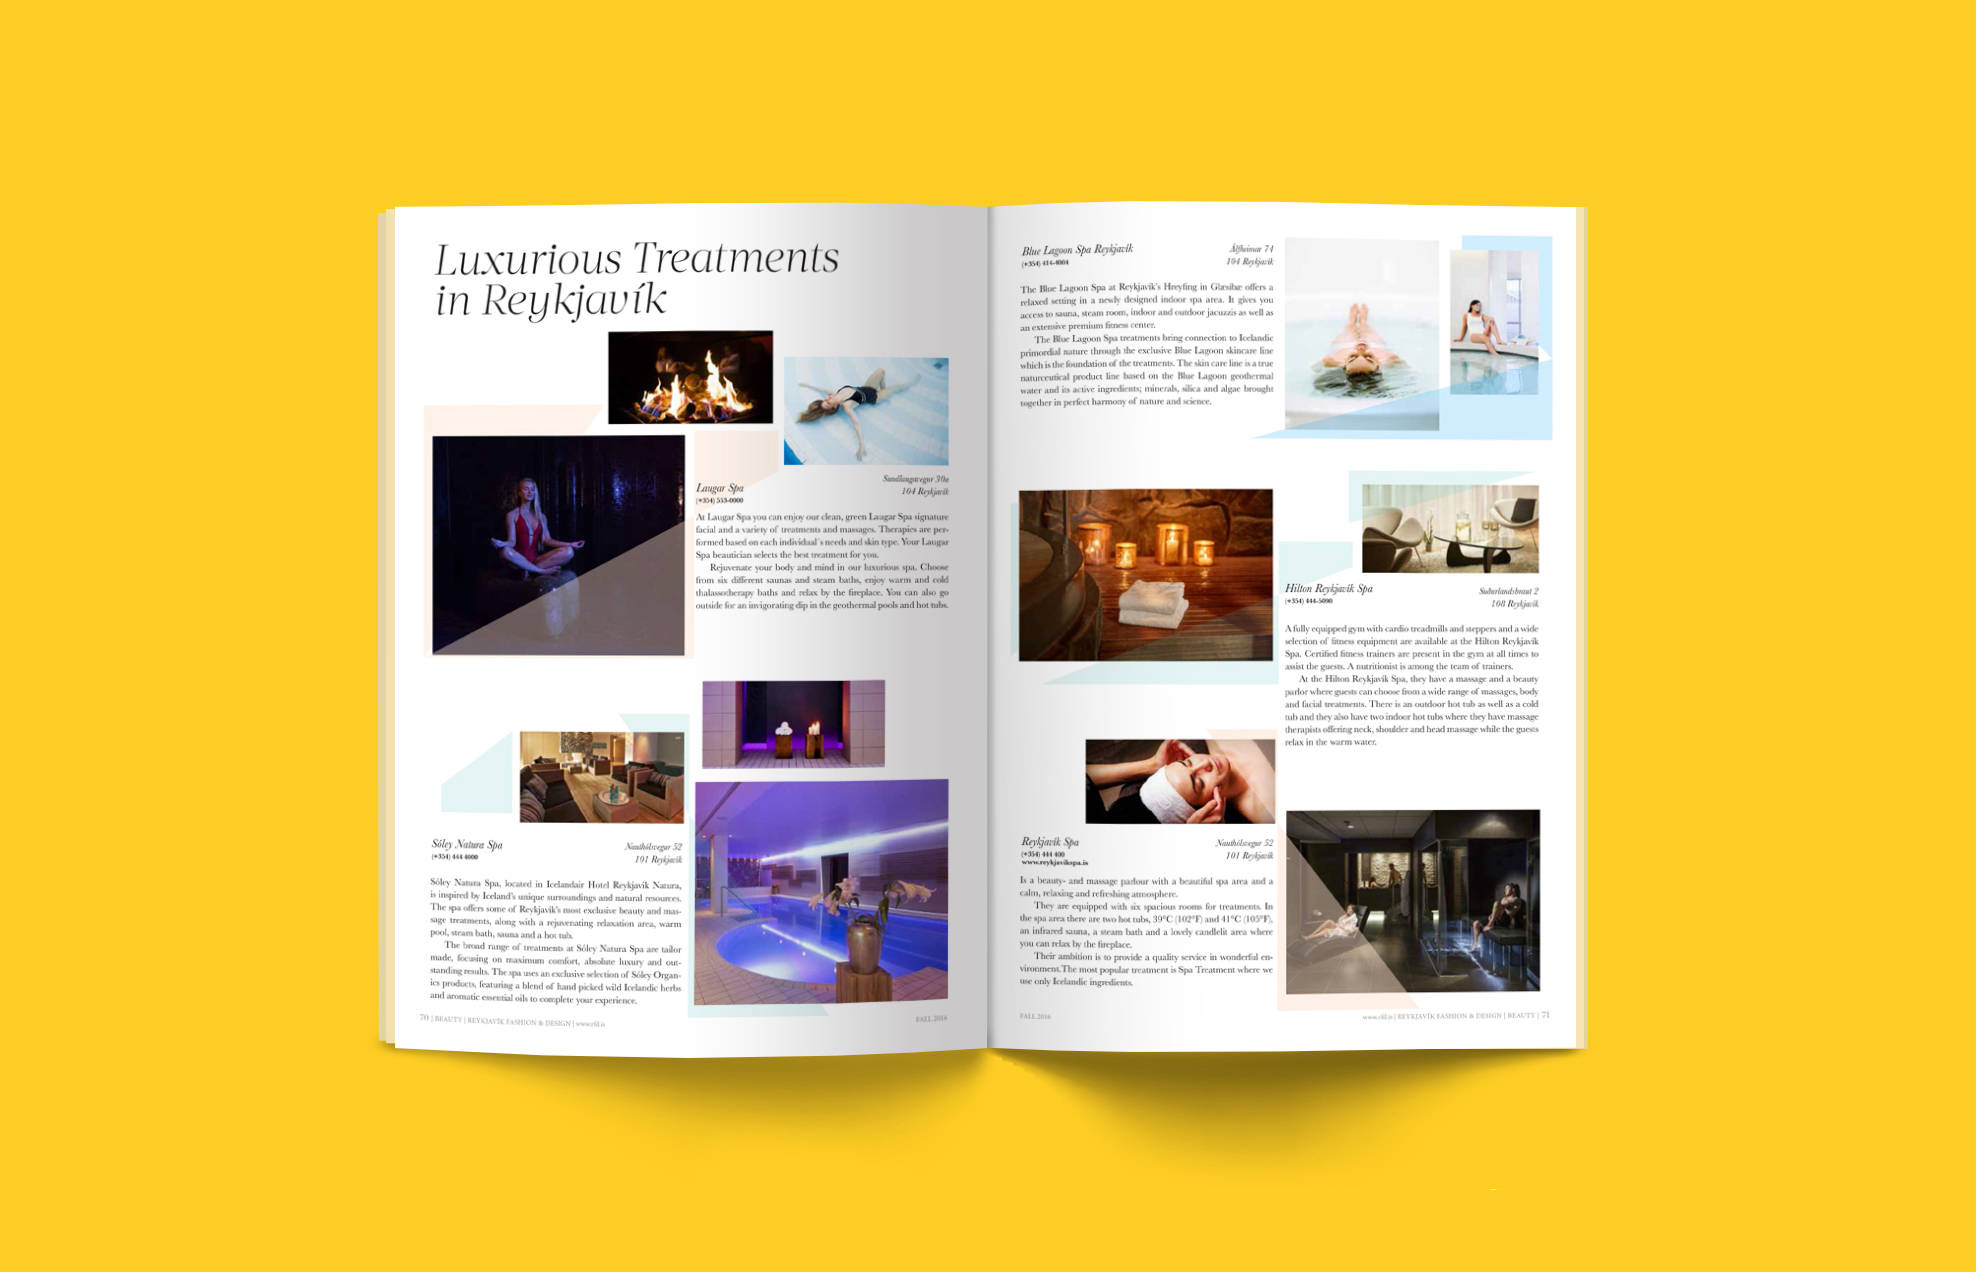 Luxurious Treatments
in Reykjavík
Laugar Spa
(+354) 553-0000
Sundlaugavegur 30a
104 Reykjavík
At Laugar Spa you can enjoy our clean, green Laugar Spa signature
facial and a variety of treatments and massages. Therapies are per-
formed based on each individual´s needs and skin type. Your Laugar
Spa beautician selects the best treatment for you.
Rejuvenate your body and mind in our luxurious spa. Choose
from six different saunas and steam baths, enjoy warm and cold
thalassotherapy baths and relax by the fireplace. You can also go
outside for an invigorating dip in the geothermal pools and hot tubs.
Sóley Natura Spa
(+354) 444 4000
Nauthólsvegur 52
101 Reykjavík
Sóley Natura Spa, located in Icelandair Hotel Reykjavík Natura,
is inspired by Iceland's unique surroundings and natural resources.
The spa offers some of Reykjavík's most exclusive beauty and mas-
sage treatments, along with a rejuvenating relaxation area, warm
pool, steam bath, sauna and a hot tub.
The broad range of treatments at Sóley Natura Spa are tailor
made, focusing on maximum comfort, absolute luxury and out-
standing results. The spa uses an exclusive selection of Sóley Organ-
ics products, featuring a blend of hand picked wild Icelandic herbs
and aromatic essential oils to complete your experience.
70 | BEAUTY | REYKJAVÍK FASHION & DESIGN | www.rfd.is
FALL 2016
Blue Lagoon Spa Reykjavík
(+354) 414-4004
Álfheimar 74
104 Reykjavík
The Blue Lagoon Spa at Reykjavík's Hreyfing in Glæsibæ offers a
relaxed setting in a newly designed indoor spa area. It gives you
access to sauna, steam room, indoor and outdoor jacuzzis as well as
an extensive premium fitness center.
The Blue Lagoon Spa treatments bring connection to Icelandic
primordial nature through the exclusive Blue Lagoon skincare line
which is the foundation of the treatments. The skin care line is a true
naturceutical product line based on the Blue Lagoon geothermal
water and its active ingredients; minerals, silica and algae brought
together in perfect harmony of nature and science.
Hilton Reykjavík Spa
(+354) 444-5090
Suðurlandsbraut 2
108 Reykjavík
A fully equipped gym with cardio treadmills and steppers and a wide
selection of fitness equipment are available at the Hilton Reykjavík
Spa. Certified fitness trainers are present in the gym at all times to
assist the guests. A nutritionist is among the team of trainers.
At the Hilton Reykjavík Spa, they have a massage and a beauty
parlor where guests can choose from a wide range of massages, body
and facial treatments. There is an outdoor hot tub as well as a cold
tub and they also have two indoor hot tubs where they have massage
therapists offering neck, shoulder and head massage while the guests
relax in the warm water.
Reykjavík Spa
(+354) 444 400
www.reykjavikspa.is
Nauthólsvegur 52
101 Reykjavík
Is a beauty- and massage parlour with a beautiful spa area and a
calm, relaxing and refreshing atmosphere.
They are equipped with six spacious rooms for treatments. In
the spa area there are two hot tubs, 39°C (102°F) and 41°C (105°F),
an infrared sauna, a steam bath and a lovely candlelit area where
you can relax by the fireplace.
Their ambition is to provide a quality service in wonderful en-
vironment.The most popular treatment is Spa Treatment where we
use only Icelandic ingredients.
FALL 2016
www.rfd.is | REYKJAVÍK FASHION & DESIGN | BEAUTY | 71